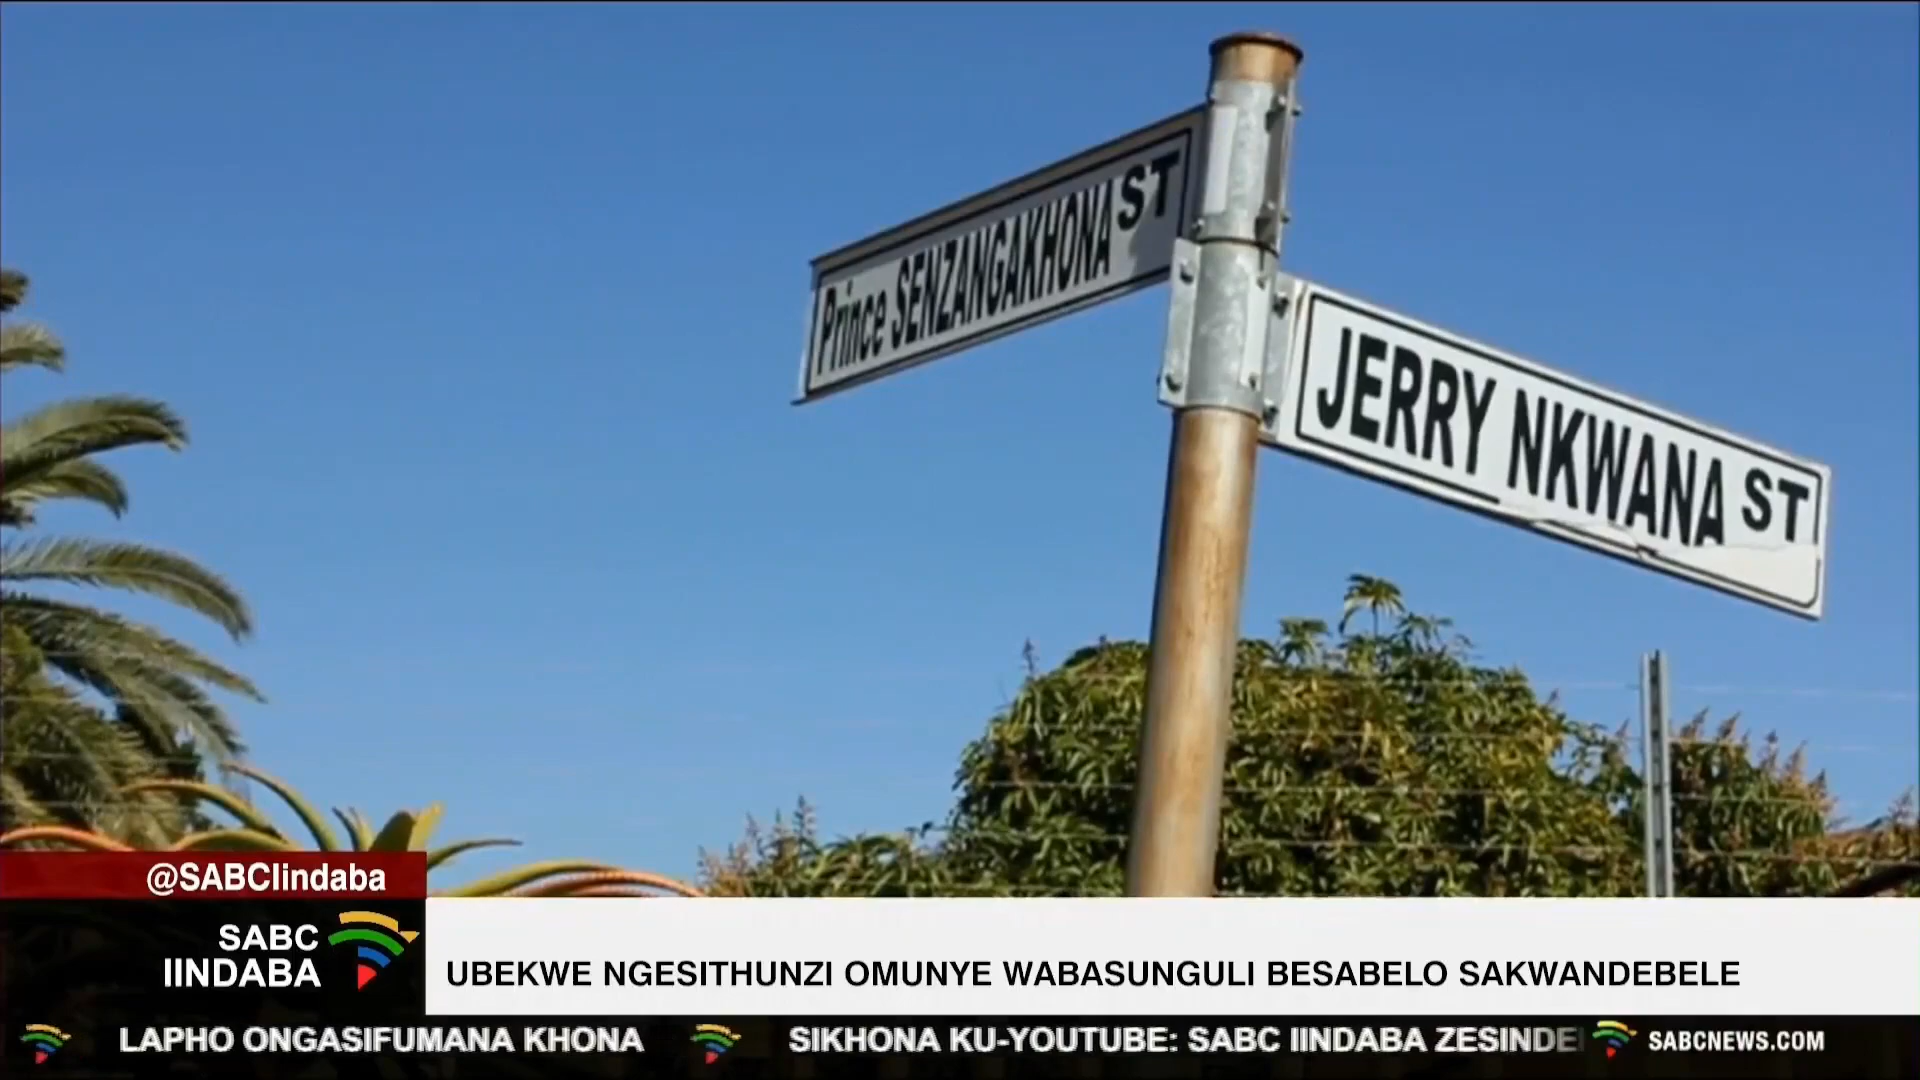 Prince SENZANGAKHONA ST
JERRY NKWANA ST
@SABCIindaba
SABC
IINDABA
UBEKWE NGESITHUNZI OMUNYE WABASUNGULI BESABELO SAKWANDEBELE
LAPHO ONGASIFUMANA KHONA
SIKHONA KU-YOUTUBE: SABC IINDABA
SABCNEWS.COM